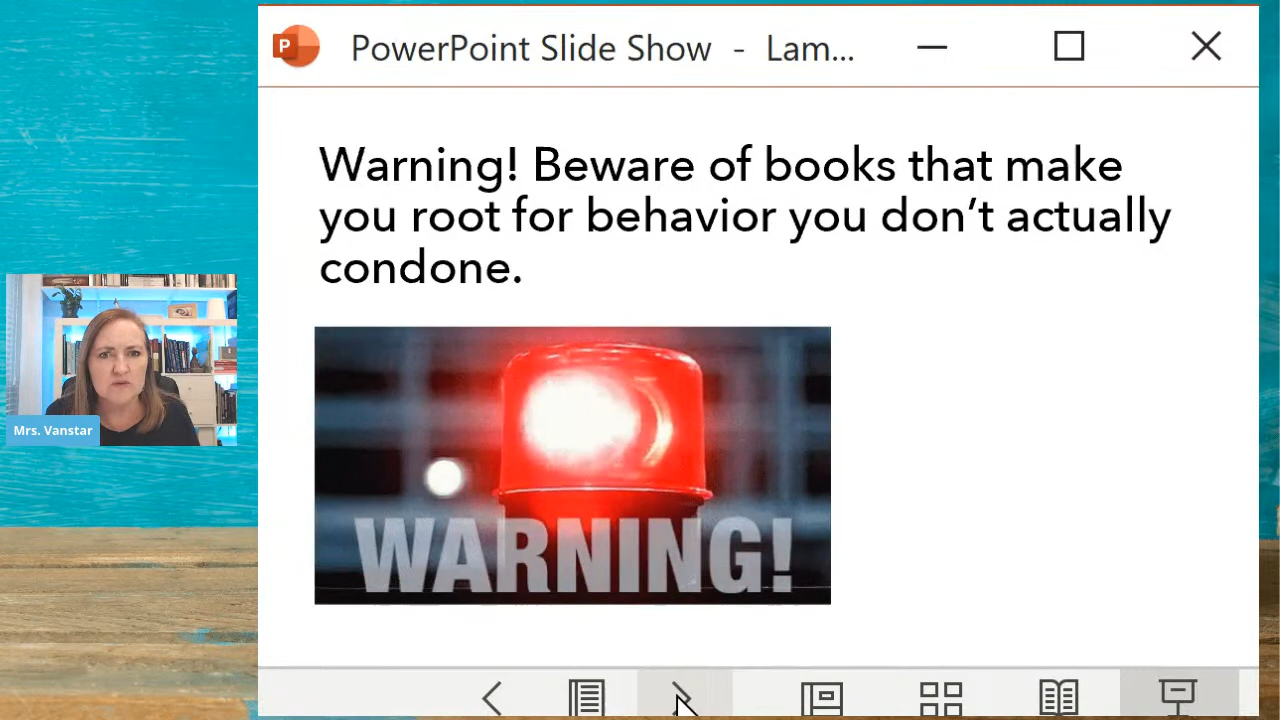 P
PowerPoint Slide Show - Lam...
Warning! Beware of books that make
you root for behavior you don’t actually
condone.
Mrs. Vanstar
WARNING!